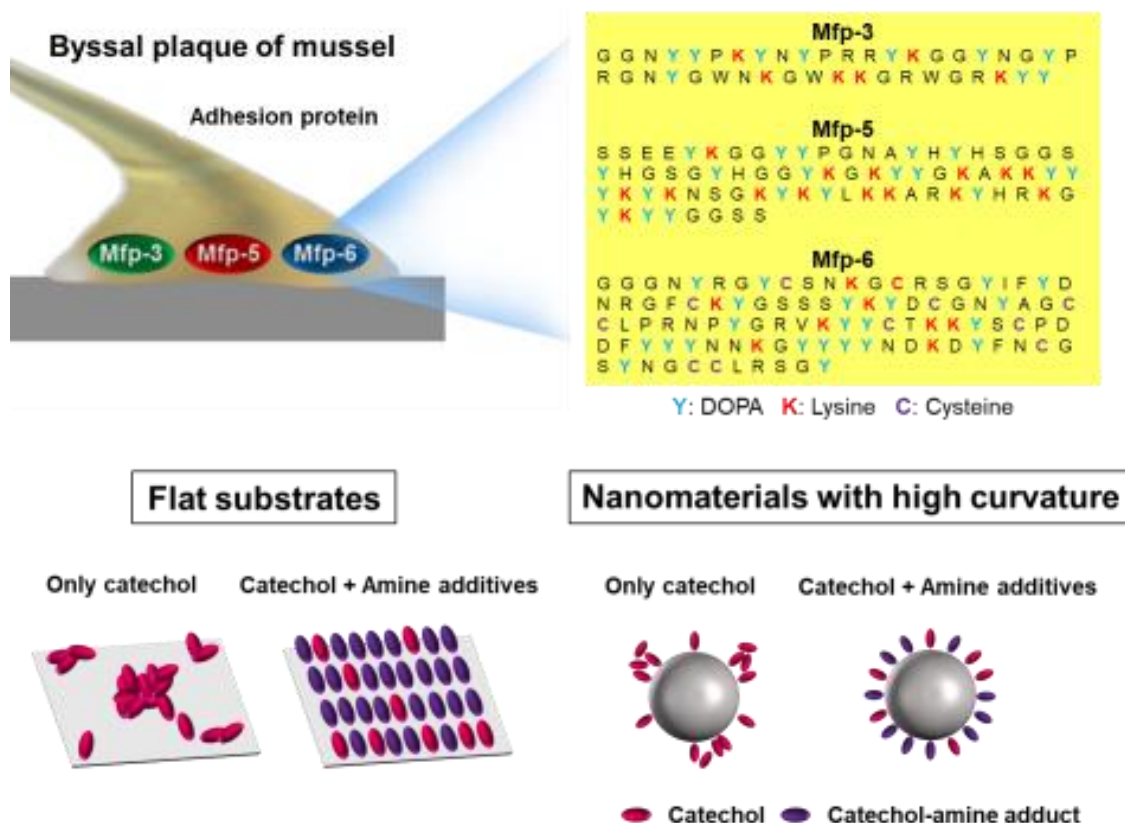 Byssal plaque of mussel
Adhesion protein
Mfp-3
Mfp-5
Mfp-6
Mfp-3
G G N Y Y P K Y N Y P R R Y K G G Y N G Y P
R G N Y G W N K G W K K G R W G R K Y Y
Mfp-5
S S E E Y K G G Y Y P G N A Y H Y H S G G S
Y H G S G Y H G G Y K G K Y Y G K A K K Y Y
Y K Y K N S G K Y K Y L K K A R K Y H R K G
Y K Y Y G G S S
Mfp-6
G G G N Y R G Y C S N K G C R S G Y I F Y D
N R G F C K Y G S S S Y K Y D C G N Y A G C
C L P R N P Y G R V K Y Y C T K K Y S C P D
D F Y Y Y N N K G Y Y Y Y N D K D Y F N C G
S Y N G C C L R S G Y
Y: DOPA K: Lysine C: Cysteine
Flat substrates
Nanomaterials with high curvature
Only catechol
Catechol + Amine additives
Only catechol
Catechol + Amine additives
Catechol
Catechol-amine adduct